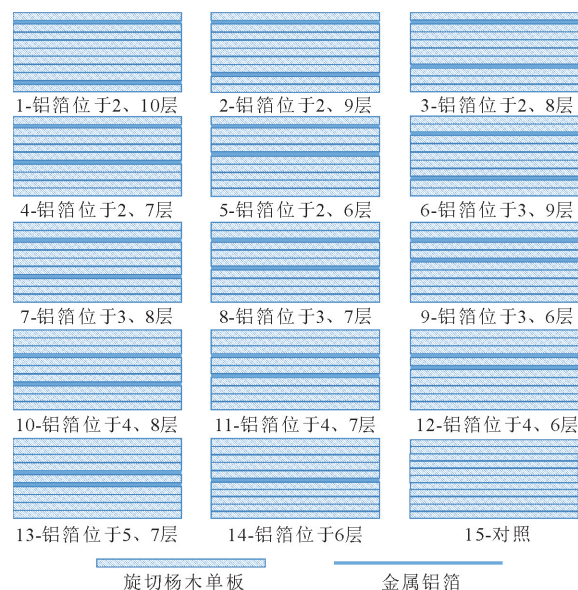 1-铝箔位于2、10层
2-铝箔位于2、9层
3-铝箔位于2、8层
4-铝箔位于2、7层
5-铝箔位于2、6层
6-铝箔位于3、9层
7-铝箔位于3、8层
8-铝箔位于3、7层
9-铝箔位于3、6层
10-铝箔位于4、8层
11-铝箔位于4、7层
12-铝箔位于4、6层
13-铝箔位于5、7层
14-铝箔位于6层
15-对照
旋切杨木单板
金属铝箔